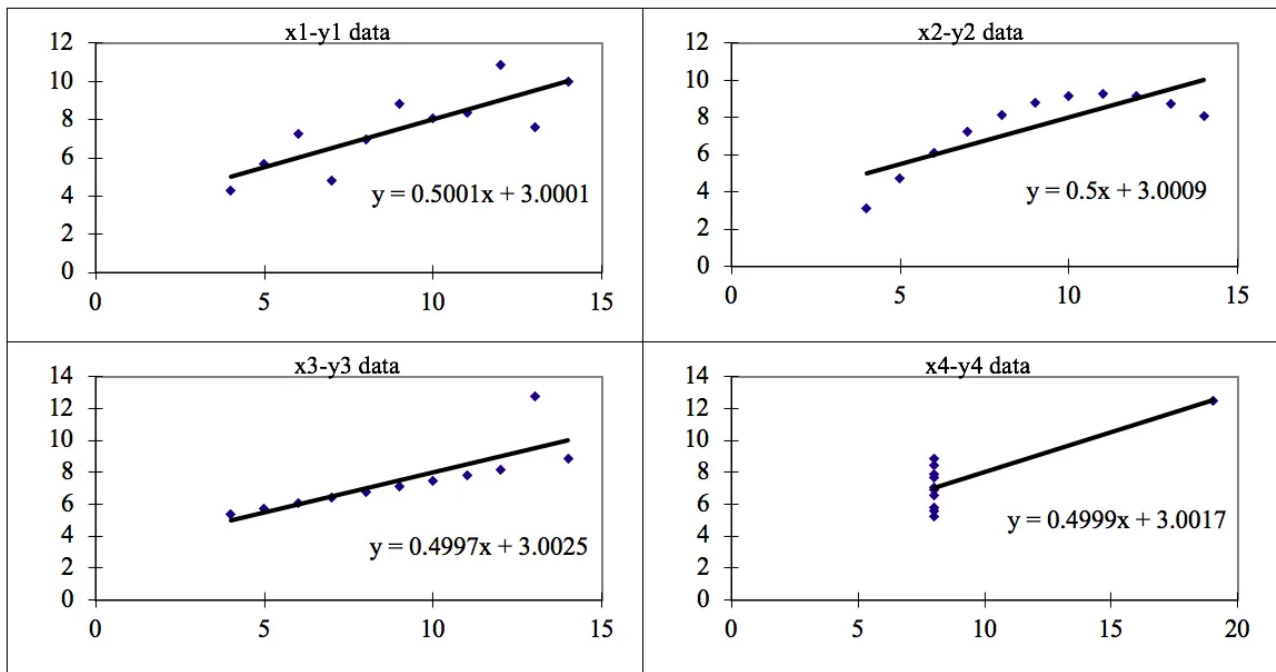 x1-y1 data
12
10
8
6
4
2
0
0 5 10 15
y = 0.5001x + 3.0001
x2-y2 data
12
10
8
6
4
2
0
0 5 10 15
y = 0.5x + 3.0009
x3-y3 data
14
12
10
8
6
4
2
0
0 5 10 15
y = 0.4997x + 3.0025
x4-y4 data
14
12
10
8
6
4
2
0
0 5 10 15 20
y = 0.4999x + 3.0017